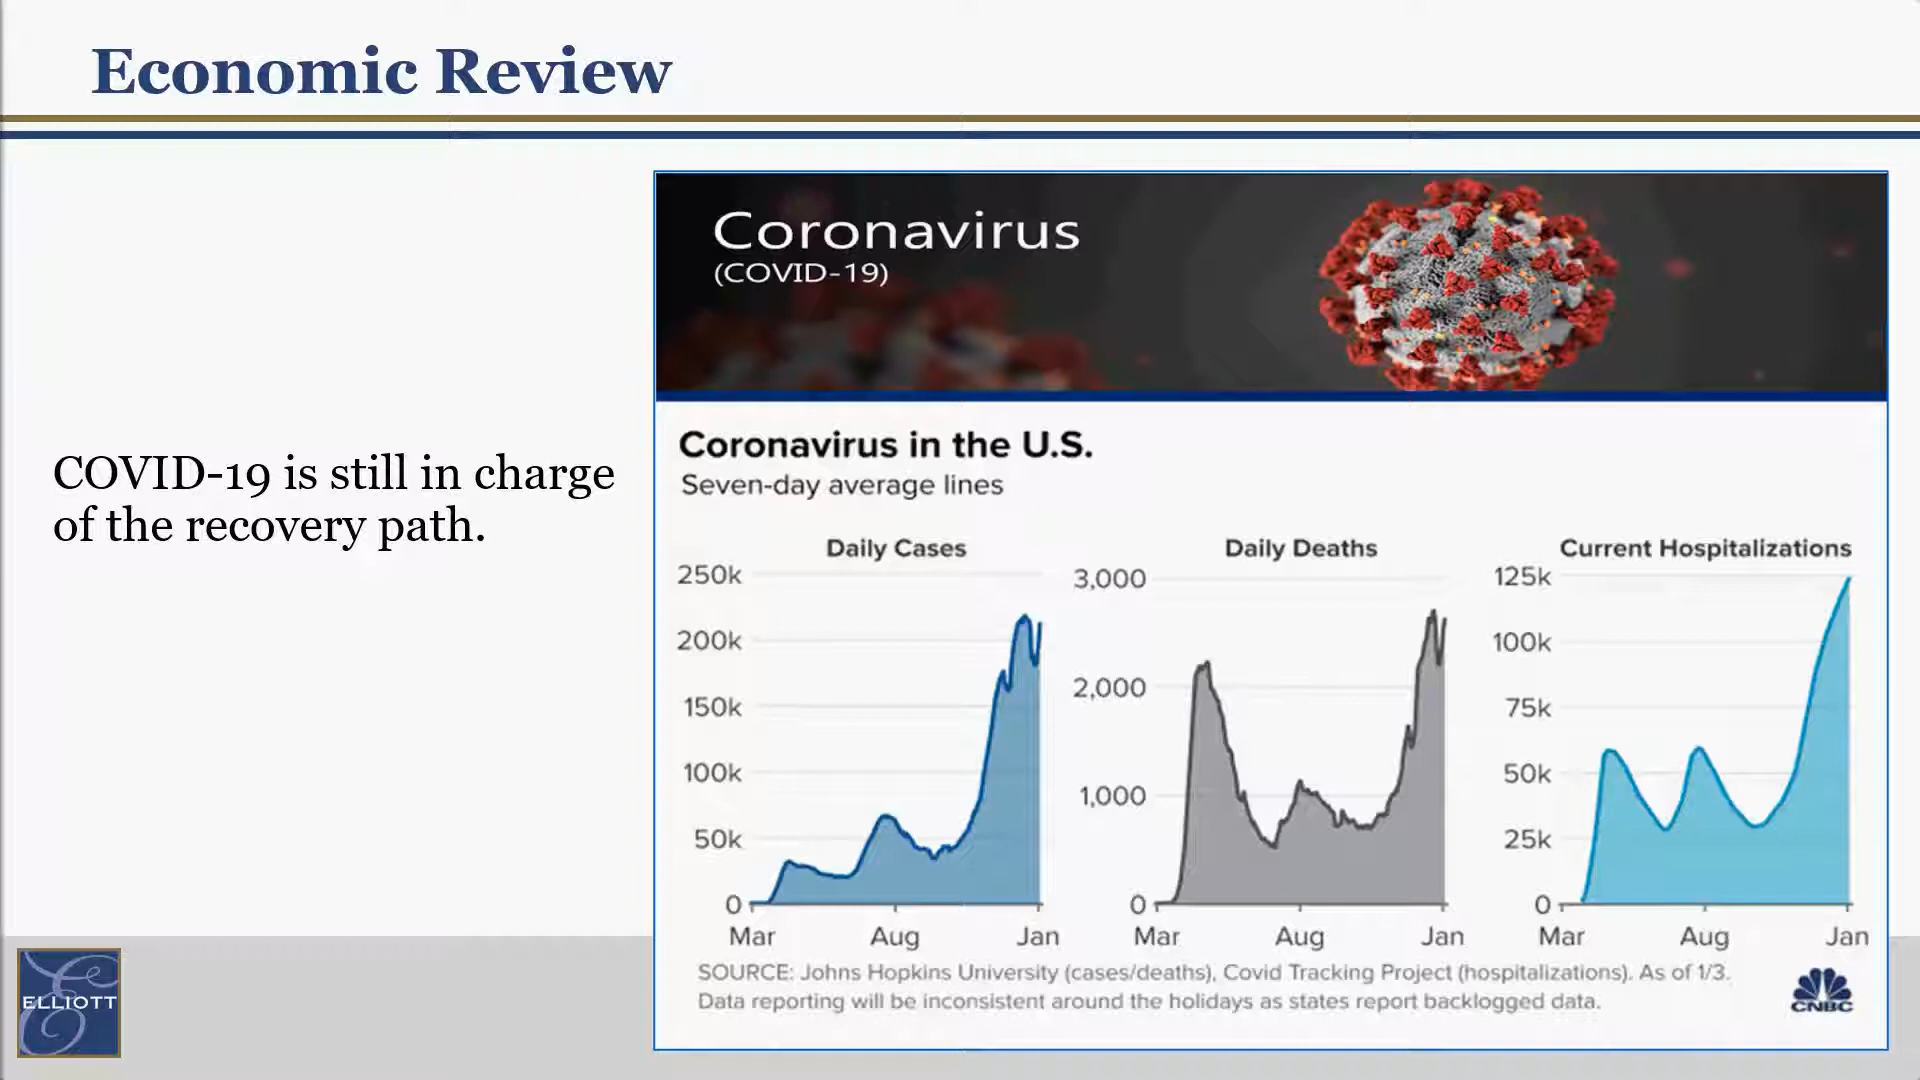 Economic Review
COVID-19 is still in charge
of the recovery path.
Coronavirus
(COVID-19)
Coronavirus in the U.S.
Seven-day average lines
Daily Cases
250k
200k
150k
100k
50k
0
Mar Aug Jan
Daily Deaths
3,000
2,000
1,000
0
Mar Aug Jan
Current Hospitalizations
125k
100k
75k
50k
25k
0
Mar Aug Jan
SOURCE: Johns Hopkins University (cases/deaths), Covid Tracking Project (hospitalizations). As of 1/3.
Data reporting will be inconsistent around the holidays as states report backlogged data.
CNBC
ELLIOTT